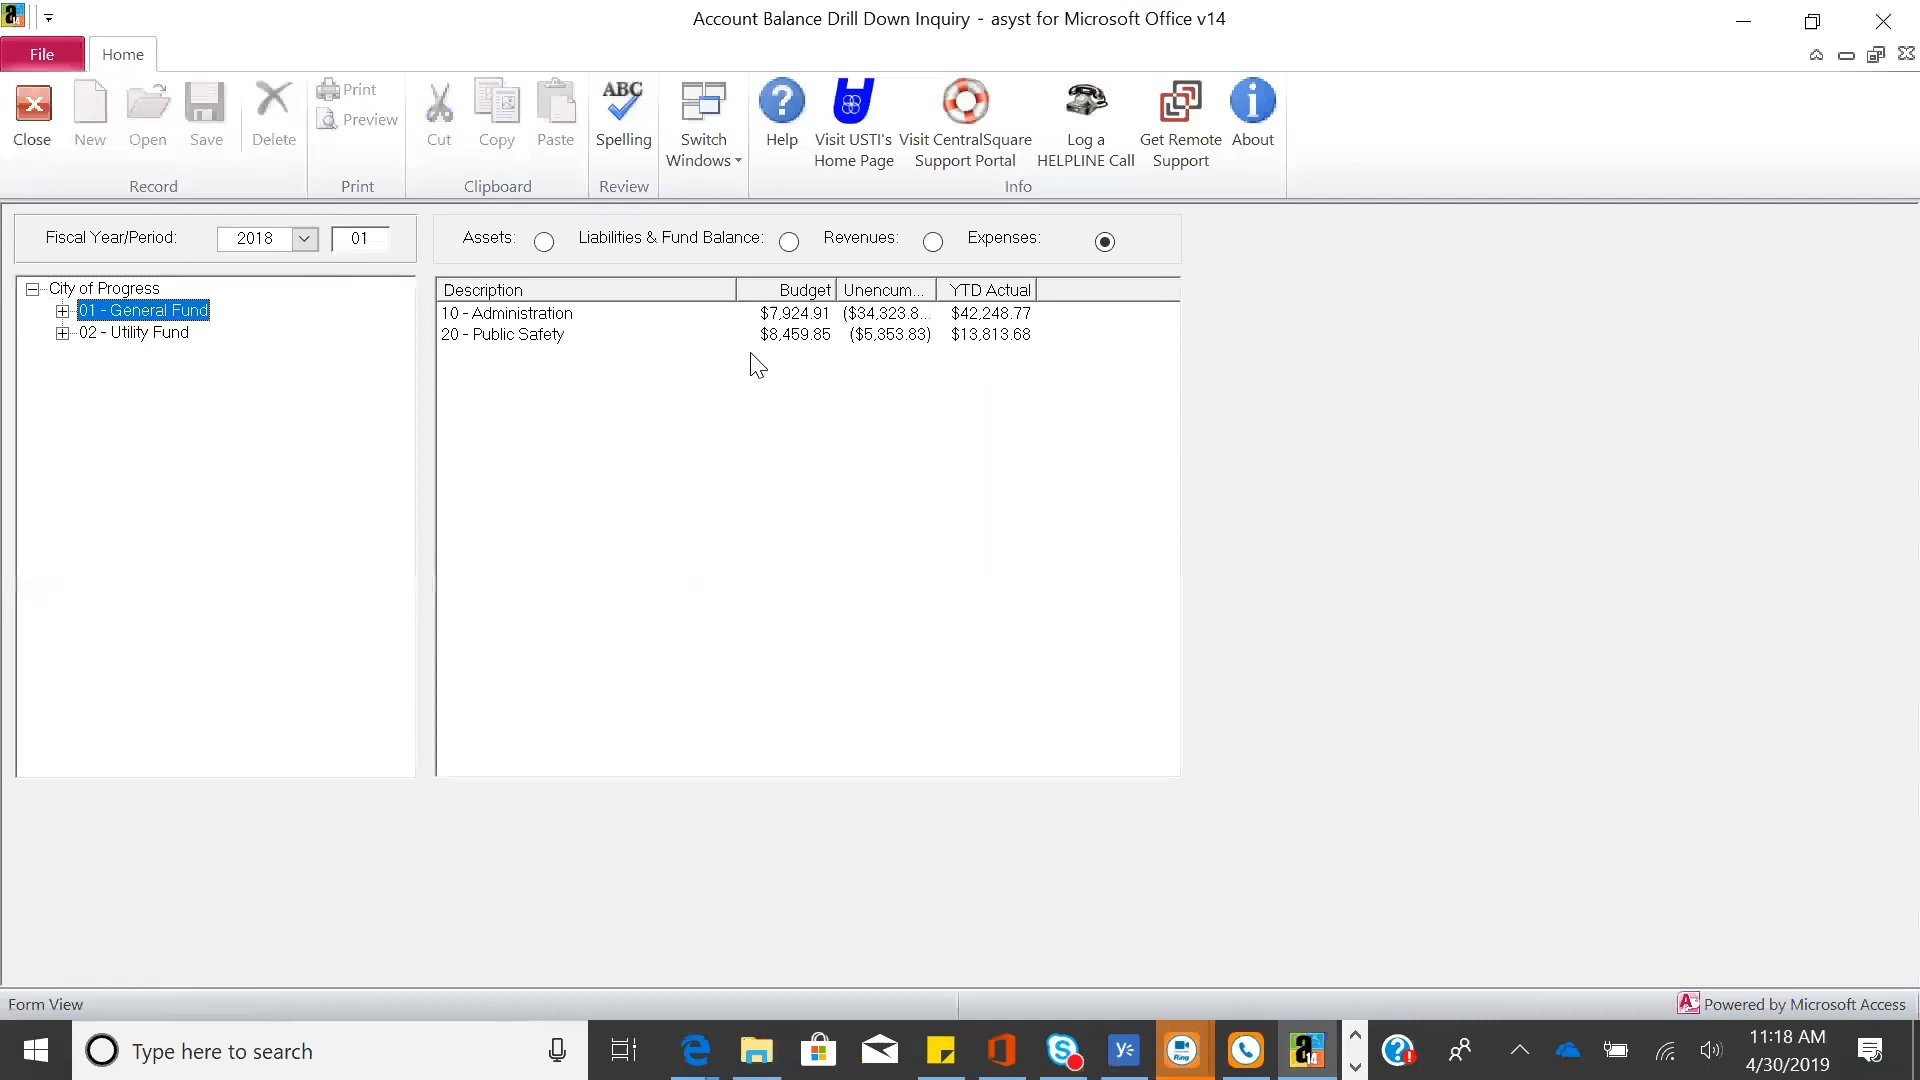 Account Balance Drill Down Inquiry - asyst for Microsoft Office v14
File Home
Close New Open Save Delete
Print
Preview
Cut Copy Paste
ABC
Spelling
Switch Windows
Help
Visit USTI's Home Page
Visit CentralSquare Support Portal
Log a HELPLINE Call
Get Remote Support
About
Record Print Clipboard Review Info
Fiscal Year/Period: 2018 01
Assets: Liabilities & Fund Balance: Revenues: Expenses:
City of Progress
01 - General Fund
02 - Utility Fund
Description Budget Unencum... YTD Actual
10 - Administration $7,924.91 ($34,323.8... $42,248.77
20 - Public Safety $8,459.85 ($5,353.83) $13,813.68
Form View
Powered by Microsoft Access
Type here to search
Ring
11:18 AM
4/30/2019